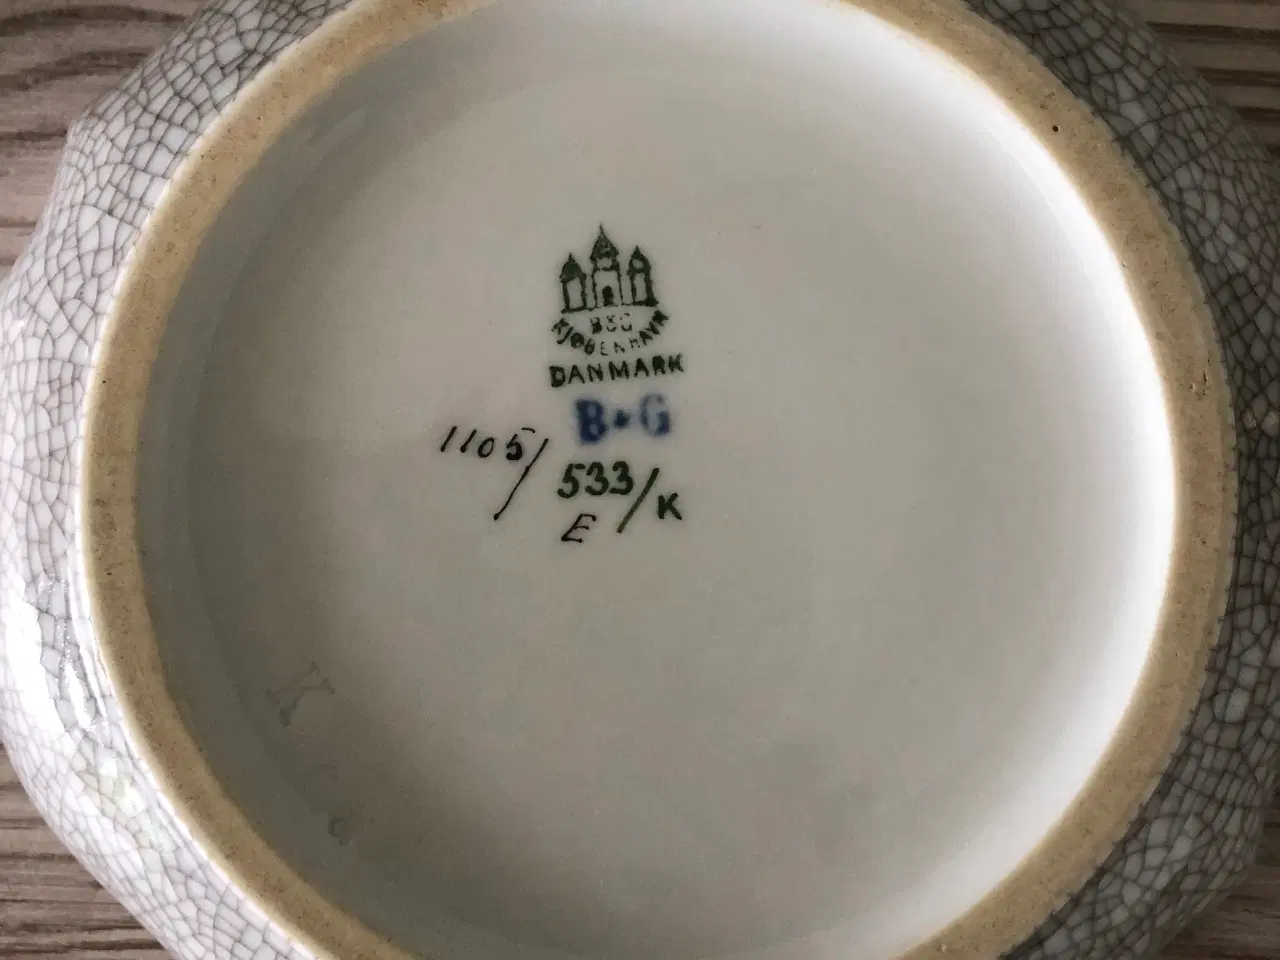 B&G
KJØBENHAVN
DANMARK
B&G
1105/
533/K
E
K